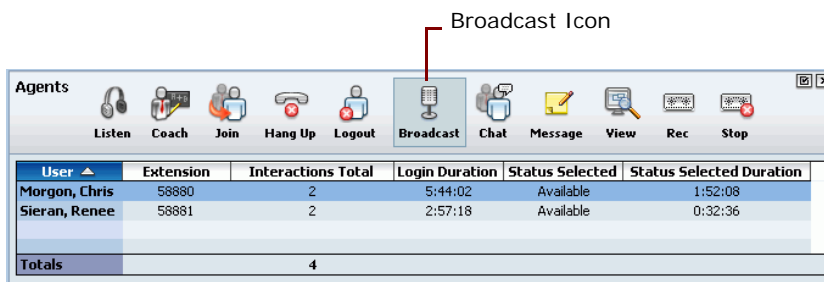 Broadcast Icon
Agents
Listen Coach Join Hang Up Logout Broadcast Chat Message View Rec Stop
User Extension Interactions Total Login Duration Status Selected Status Selected Duration
Morgon, Chris 58880 2 5:44:02 Available 1:52:08
Sieran, Renee 58881 2 2:57:18 Available 0:32:36
Totals 4